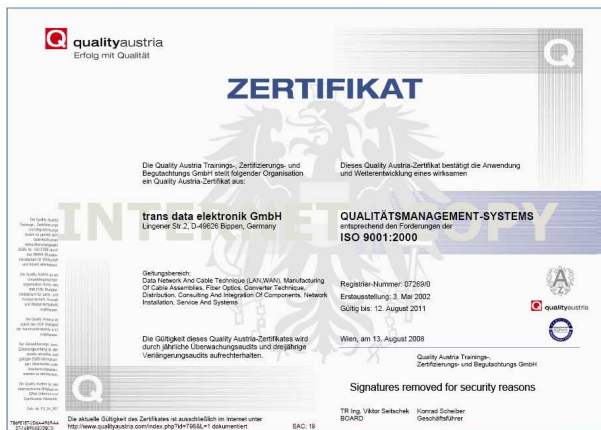 qualityaustria
Erfolg mit Qualität
ZERTIFIKAT
Die Quality Austria Trainings-, Zertifizierungs- und
Begutachtungs GmbH stellt folgender Organisation
ein Quality Austria-Zertifikat aus:
Dieses Quality Austria-Zertifikat bestätigt die Anwendung
und Weiterentwicklung eines wirksamen
INTERNET COPY
trans data elektronik GmbH
Lingener Str.2, D-49626 Bippen, Germany
QUALITÄTSMANAGEMENT-SYSTEMS
entsprechend den Forderungen der
ISO 9001:2000
Geltungsbereich:
Data Network And Cable Technique (LAN,WAN), Manufacturing
Of Cable Assemblies, Fiber Optics, Converter Technique,
Distribution, Consulting And Integration Of Components, Network
Installation, Service And Systems
Registrier-Nummer: 07269/0
Erstausstellung: 3. Mai 2002
Gültig bis: 12. August 2011
qualityaustria
Die Gültigkeit dieses Quality Austria-Zertifikates wird
durch jährliche Überwachungsaudits und dreijährige
Verlängerungsaudits aufrechterhalten.
Wien, am 13. August 2008
Quality Austria Trainings-,
Zertifizierungs- und Begutachtungs GmbH
Signatures removed for security reasons
TR Ing. Viktor Seitschek
BOARD
Konrad Scheiber
Geschäftsführer
Die aktuelle Gültigkeit des Zertifikates ist ausschließlich im Internet unter
http://www.qualityaustria.com/index.php?id=79&L=1 dokumentiert
EAC: 19